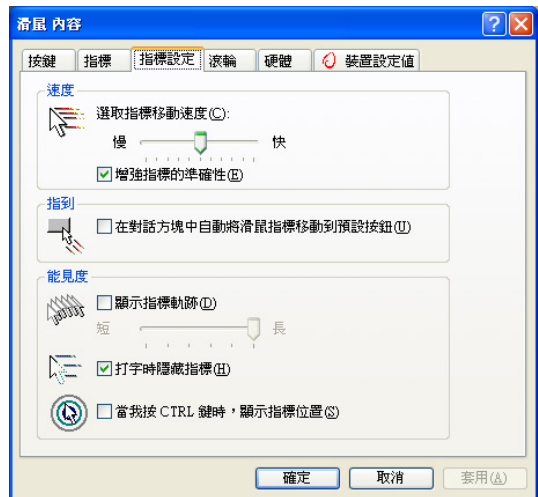 滑鼠 內容
按鍵 指標 指標設定 滾輪 硬體 裝置設定値
速度
選取指標移動速度(C):
慢 快
增強指標的準確性(E)
指到
在對話方塊中自動將滑鼠指標移動到預設按鈕(U)
能見度
顯示指標軌跡(D)
短 長
打字時隱藏指標(H)
當我按 CTRL 鍵時，顯示指標位置(S)
確定 取消 套用(A)